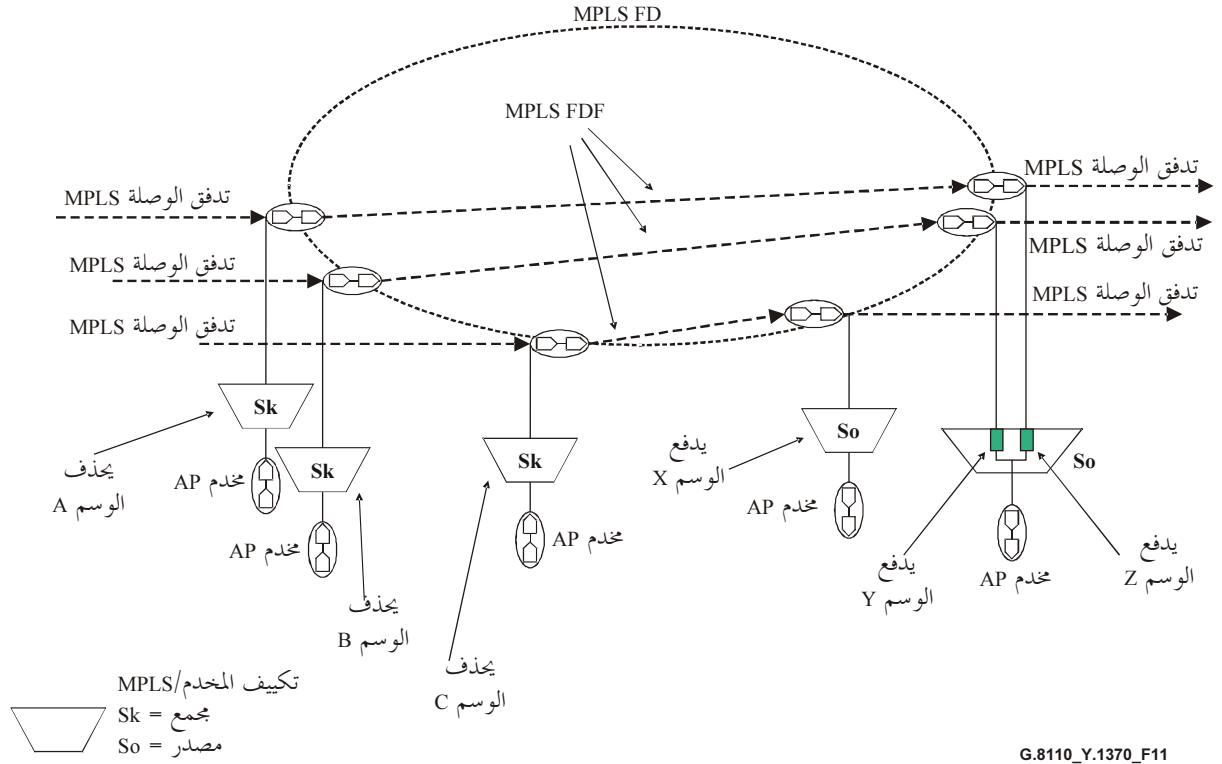 MPLS FD
MPLS FDF
تدفق الوصلة MPLS
تدفق الوصلة MPLS
تدفق الوصلة MPLS
تدفق الوصلة MPLS
تدفق الوصلة MPLS
تدفق الوصلة MPLS
Sk
Sk
Sk
So
So
يحذف
الوسم A
مخدم AP
مخدم AP
يحذف
الوسم B
مخدم AP
يحذف
الوسم C
يدفع
الوسم X
مخدم AP
يدفع
الوسم Y
مخدم AP
يدفع
الوسم Z
تكييف المخدم/MPLS
Sk = مجمع
So = مصدر
G.8110_Y.1370_F11